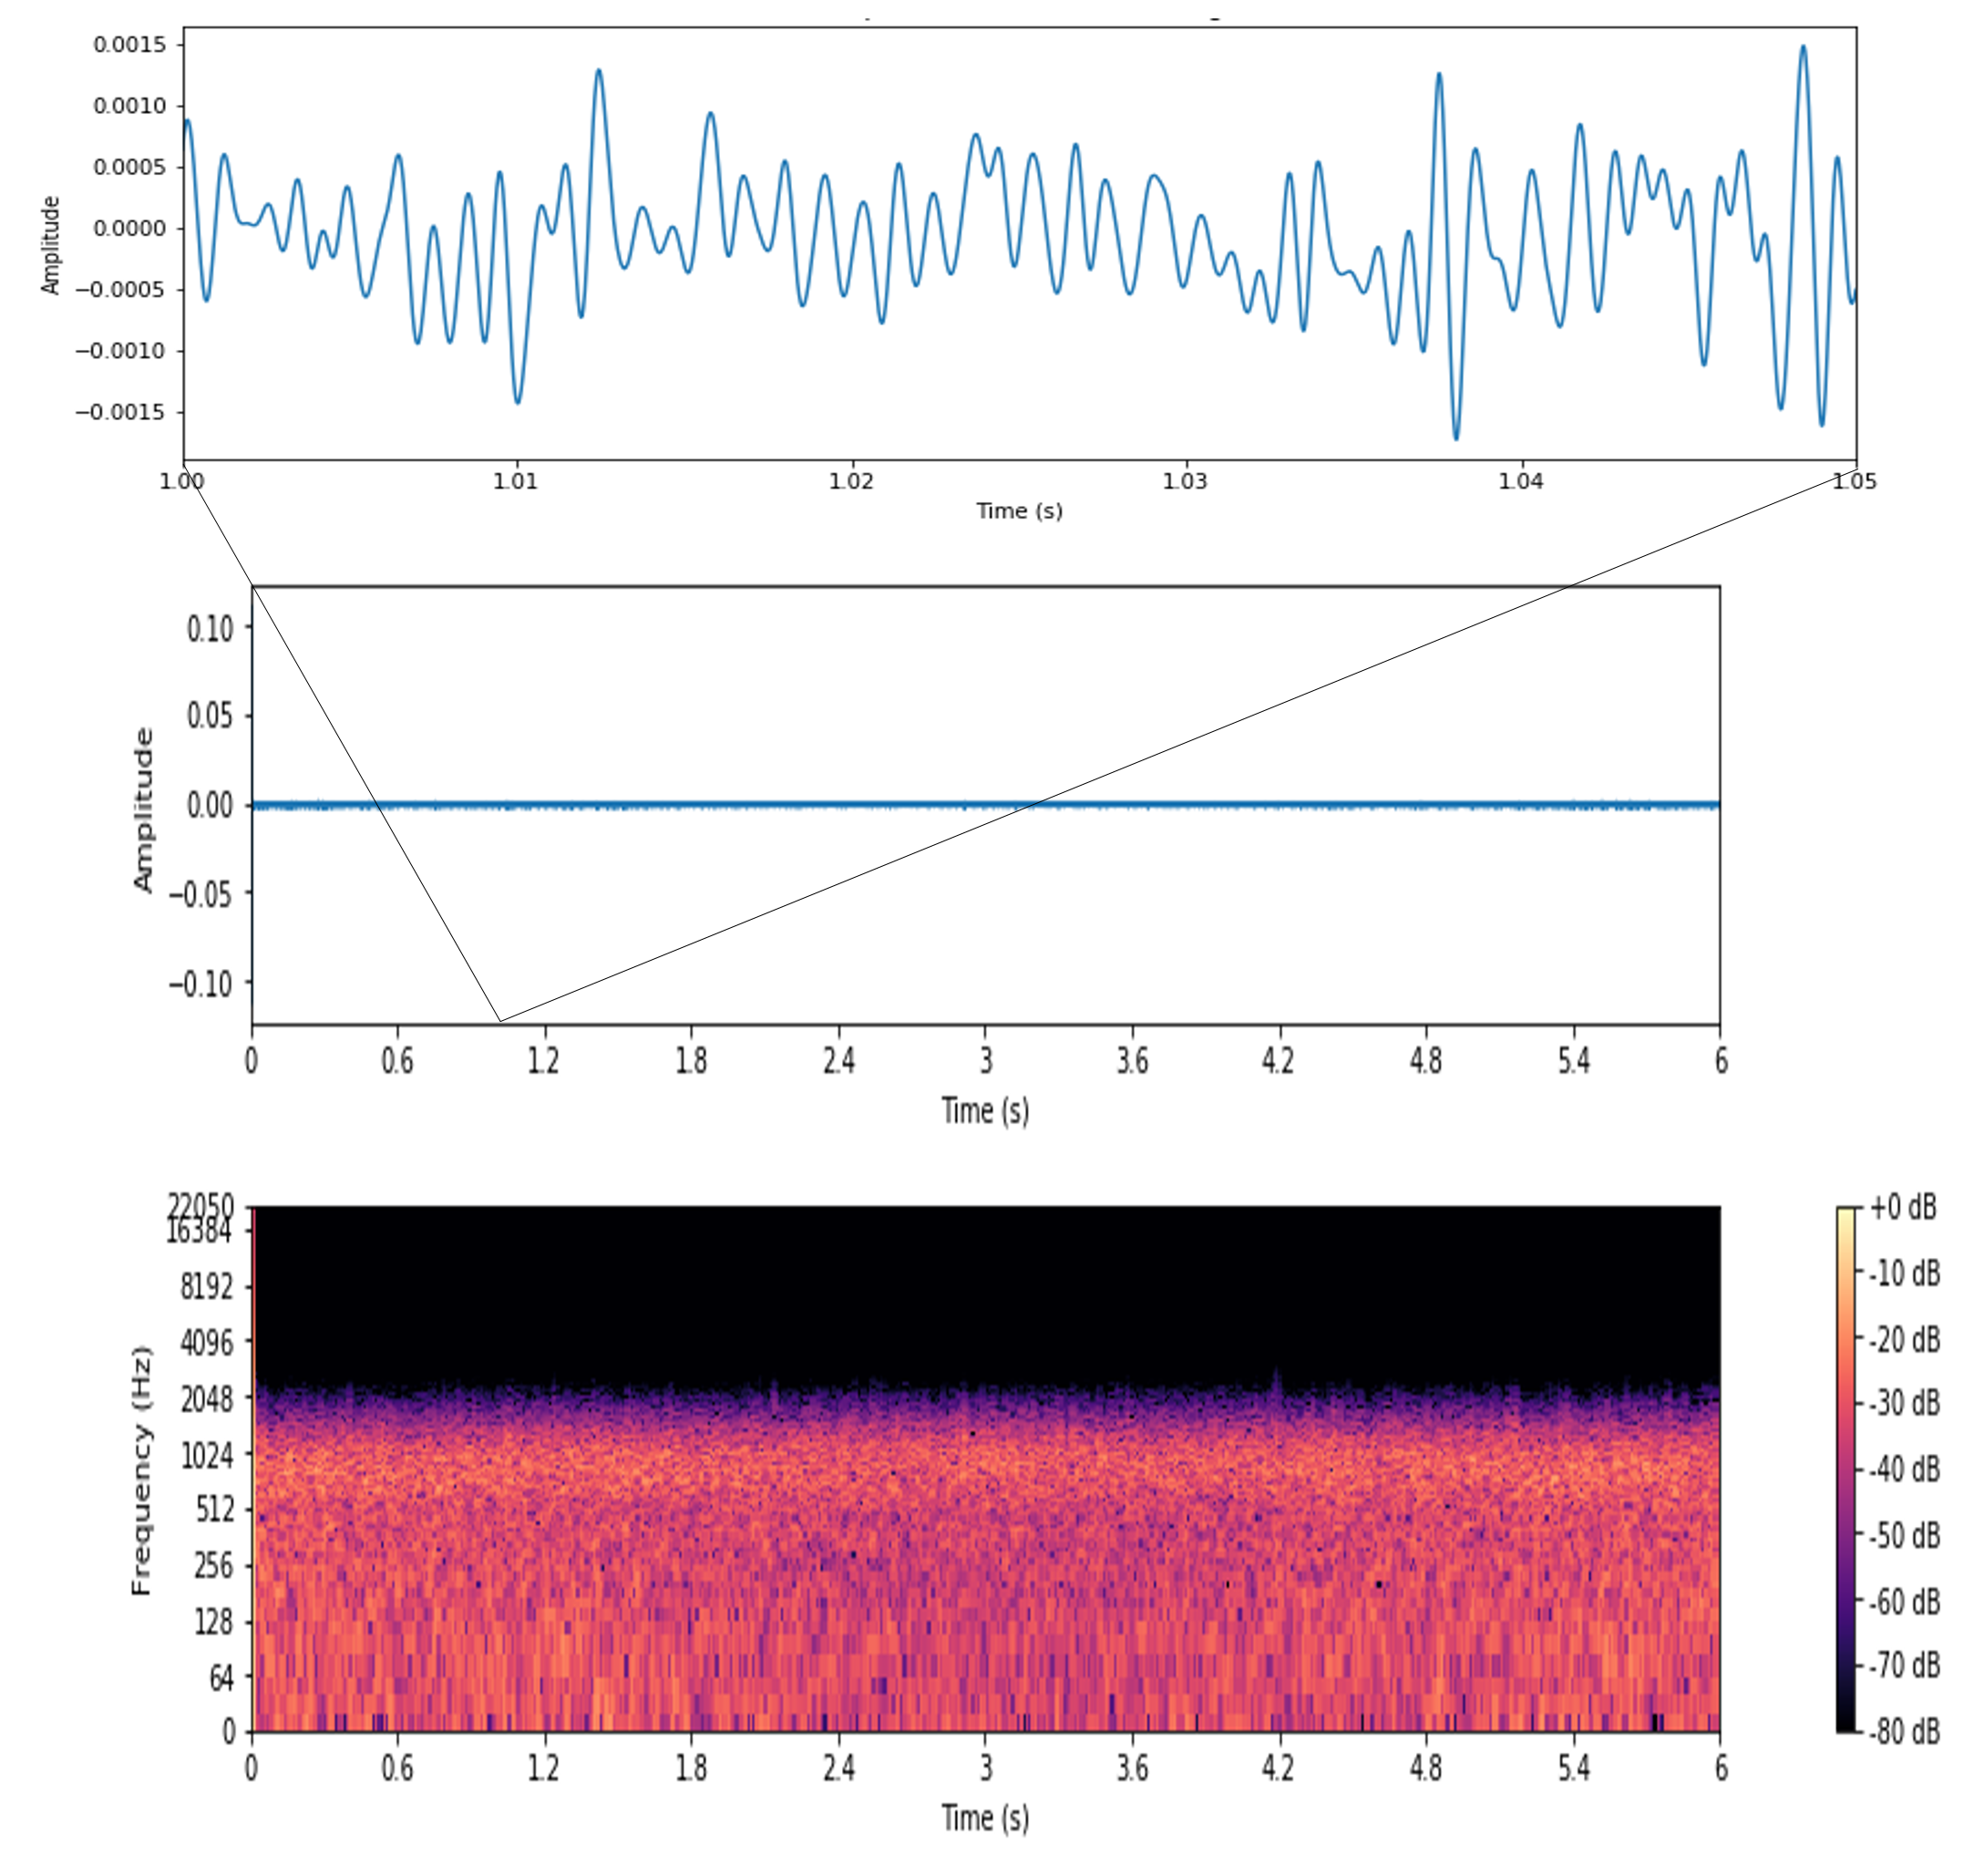 0.0015
0.0010
0.0005
0.0000
−0.0005
−0.0010
−0.0015
Amplitude
1.00 1.01 1.02 1.03 1.04 1.05
Time (s)
0.10
0.05
0.00
−0.05
−0.10
Amplitude
0 0.6 1.2 1.8 2.4 3 3.6 4.2 4.8 5.4 6
Time (s)
22050
16384
8192
4096
2048
1024
512
256
128
64
0
Frequency (Hz)
0 0.6 1.2 1.8 2.4 3 3.6 4.2 4.8 5.4 6
Time (s)
+0 dB
-10 dB
-20 dB
-30 dB
-40 dB
-50 dB
-60 dB
-70 dB
-80 dB